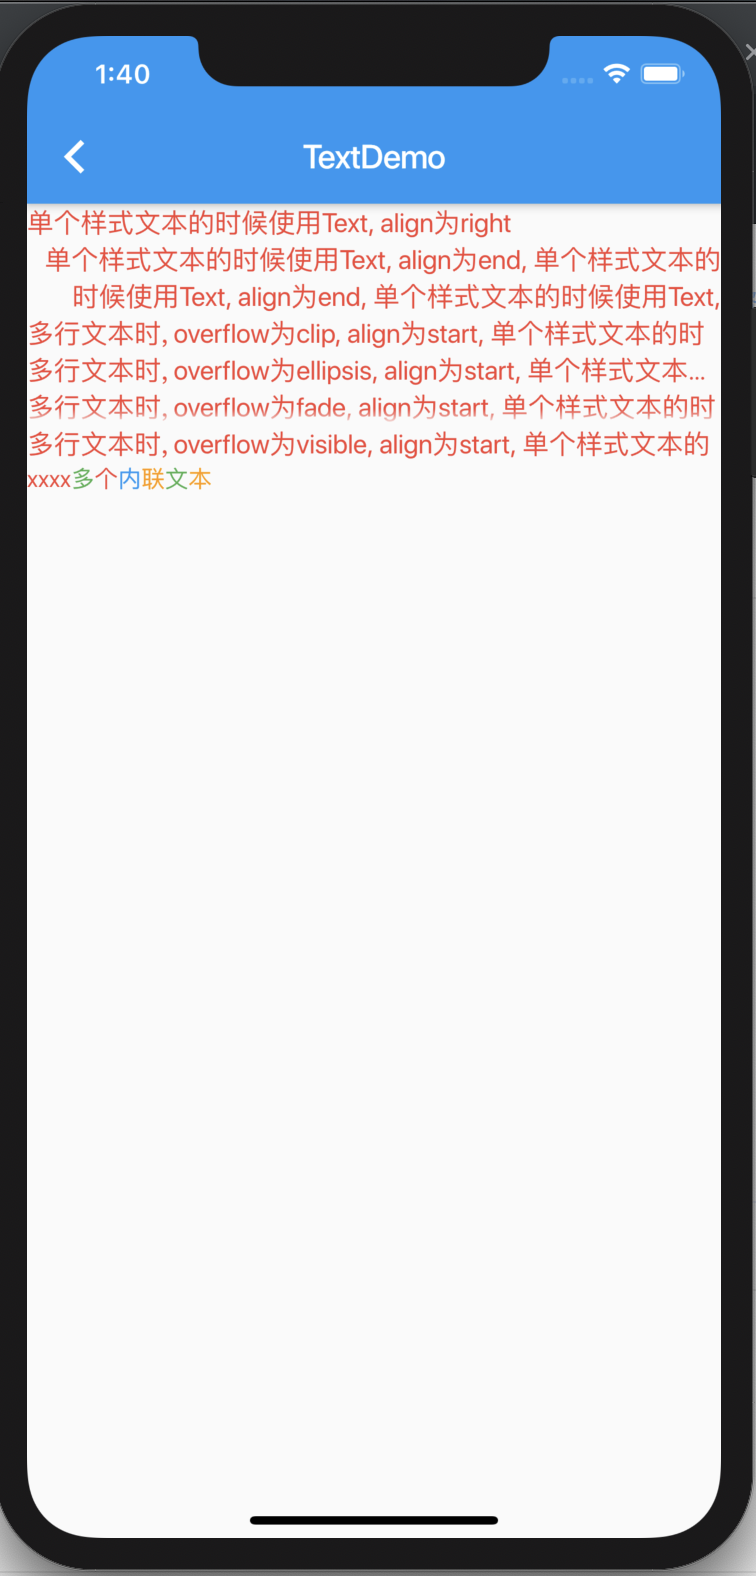 1:40
TextDemo
单个样式文本的时候使用Text, align为right
单个样式文本的时候使用Text, align为end, 单个样式文本的
时候使用Text, align为end, 单个样式文本的时候使用Text,
多行文本时, overflow为clip, align为start, 单个样式文本的时
多行文本时, overflow为ellipsis, align为start, 单个样式文本...
多行文本时, overflow为fade, align为start, 单个样式文本的时
多行文本时, overflow为visible, align为start, 单个样式文本的
xxxx多个内联文本